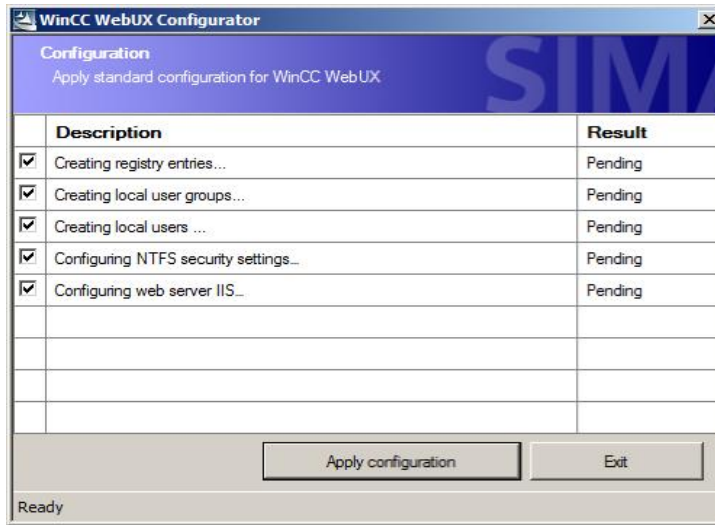 WinCC WebUX Configurator
Configuration
Apply standard configuration for WinCC WebUX
Description Result
Creating registry entries... Pending
Creating local user groups... Pending
Creating local users ... Pending
Configuring NTFS security settings... Pending
Configuring web server IIS... Pending
Apply configuration Exit
Ready